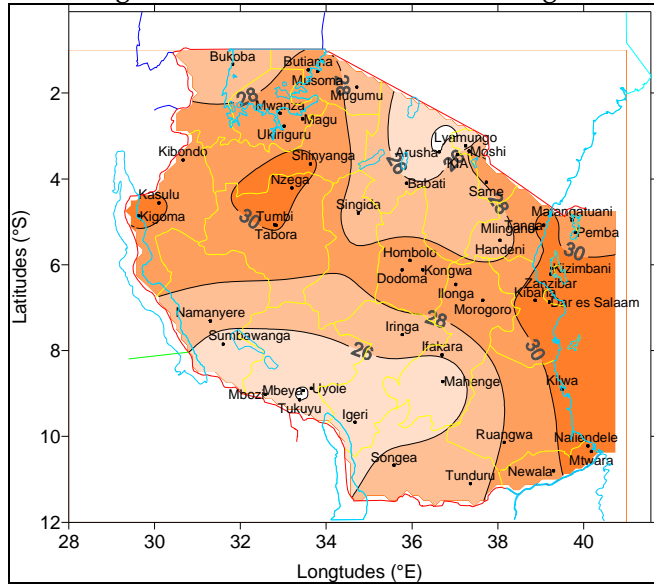 2
4
6
8
10
12
28
30
32
34
36
38
40
Latitudes (°S)
Longtudes (°E)
Bukoba
Butiama
Musoma
Mugumu
28
28
Mwanza
Magu
Ukiriguru
Lyamungo
Arusha
Moshi
KIA
28
26
Kibondo
Shinyanga
Nzega
Babati
Same
28
Kasulu
Kigoma
Tumbi
Tabora
30
Singida
Matangatuani
Tanga
Mlingano
Pemba
Handeni
30
Hombolo
Dodoma
Kongwa
Kizimbani
Zanzibar
Ilonga
Kibaha
Dar es Salaam
Morogoro
Namanyere
Sumbawanga
Iringa
28
26
Ifakara
30
Mahenge
Kilwa
Mbozi
Mbeya
Uyole
Tukuyu
Igeri
Ruangwa
Naliendele
Mtwara
Songea
Tunduru
Newala